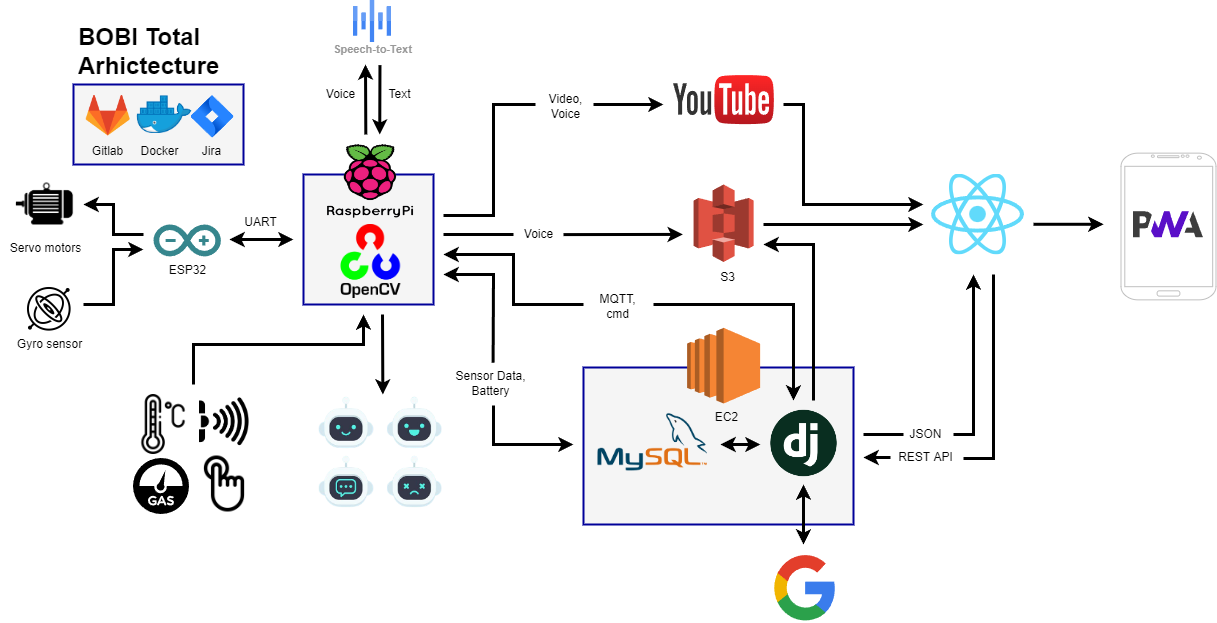 BOBI Total
Arhictecture
Gitlab
Docker
Jira
Speech-to-Text
Voice
Text
Video,
Voice
YouTube
RaspberryPi
OpenCV
UART
ESP32
Servo motors
Gyro sensor
Voice
S3
PWA
MQTT,
cmd
Sensor Data,
Battery
EC2
MySQL
TM
dj
JSON
REST API
°C
GAS
G